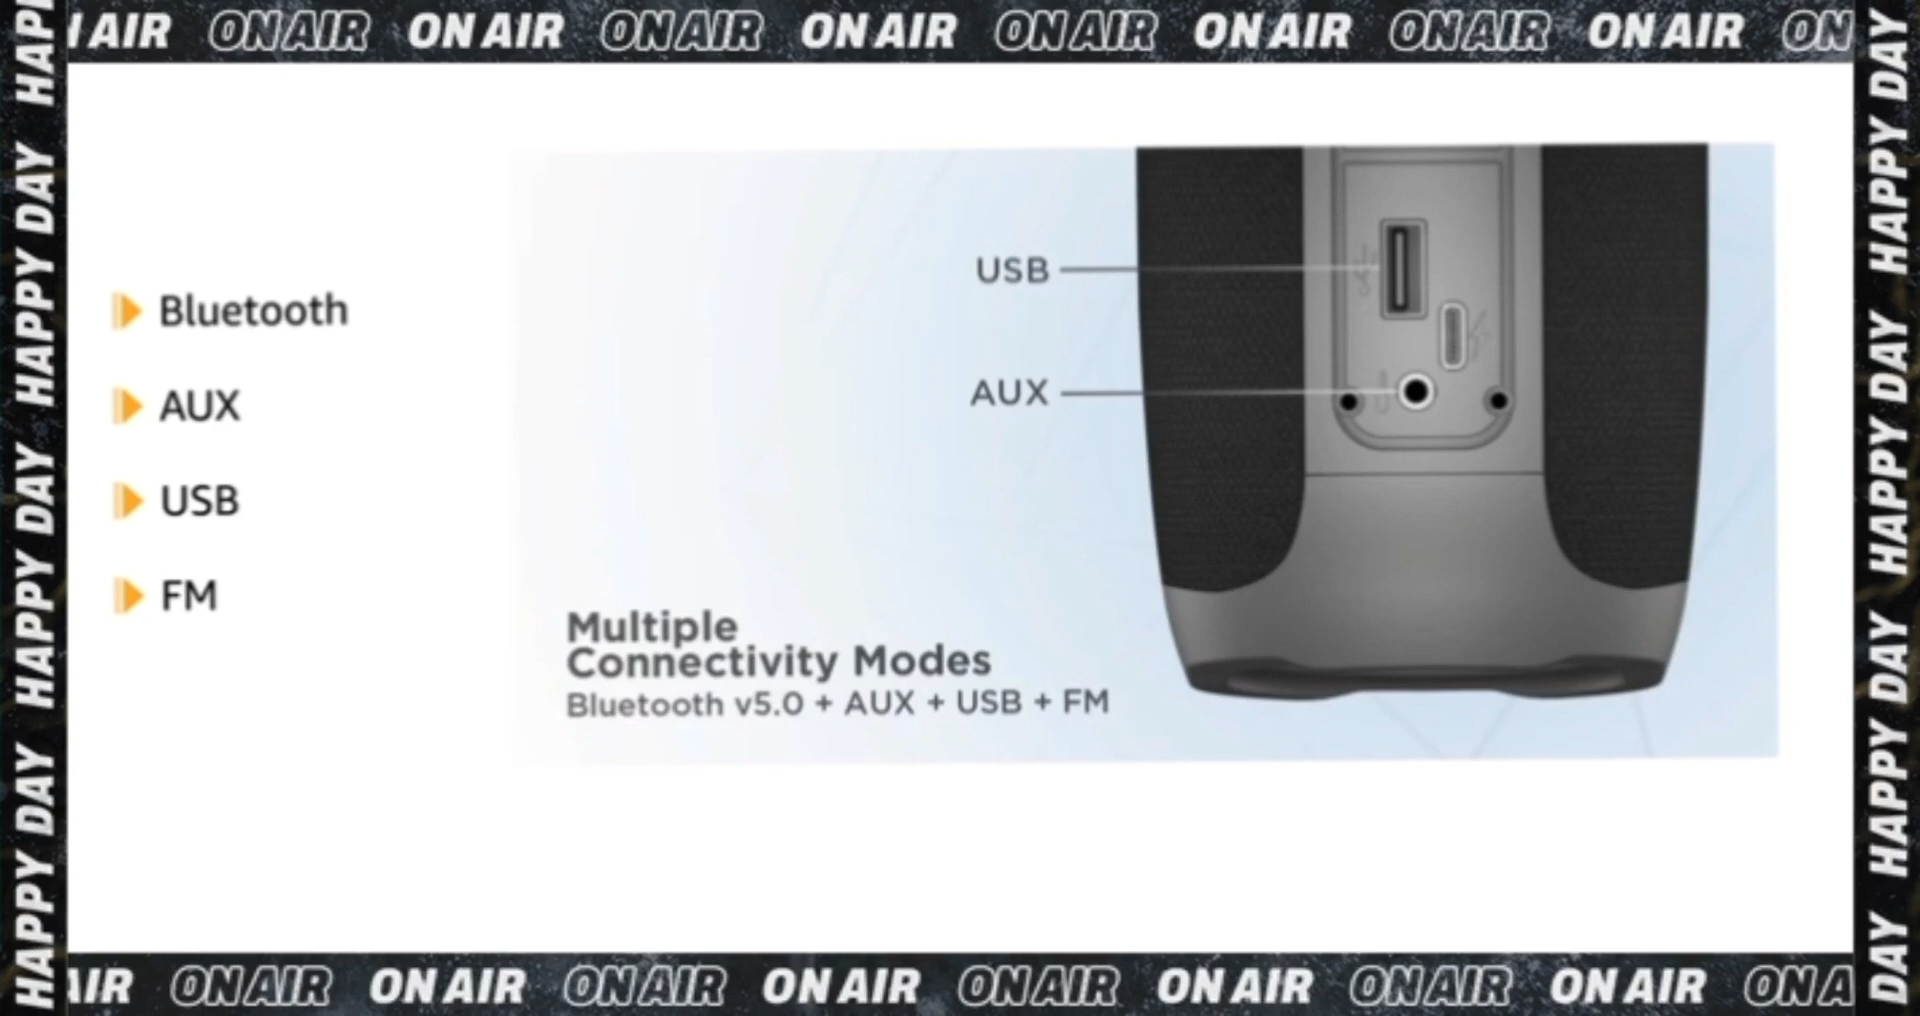 N AIR ON AIR ON AIR ON AIR ON AIR ON AIR ON AIR ON AIR ON AIR ON
HAPPY DAY HAPPY DAY HAPPY DAY HAPP
Bluetooth
AUX
USB
FM
USB
AUX
Multiple
Connectivity Modes
Bluetooth v5.0 + AUX + USB + FM
DAY HAPPY DAY HAPPY DAY HAPPY DAY
AIR ON AIR ON AIR ON AIR ON AIR ON AIR ON AIR ON AIR ON A